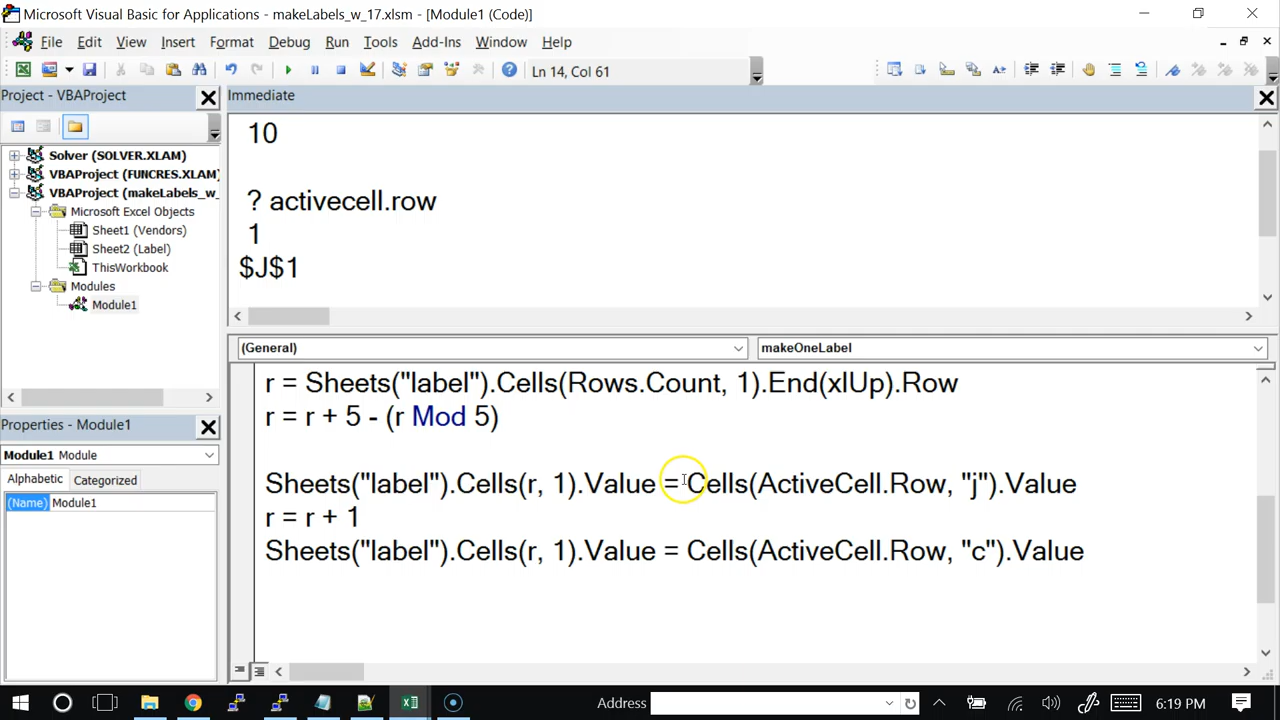 Microsoft Visual Basic for Applications - makeLabels_w_17.xlsm - [Module1 (Code)]
File Edit View Insert Format Debug Run Tools Add-Ins Window Help
Ln 14, Col 61
Project - VBAProject
Immediate
10
? activecell.row
1
$J$1
Solver (SOLVER.XLAM)
VBAProject (FUNCRES.XLAM)
VBAProject (makeLabels_w_
Microsoft Excel Objects
Sheet1 (Vendors)
Sheet2 (Label)
ThisWorkbook
Modules
Module1
(General)
makeOneLabel
Properties - Module1
Module1 Module
Alphabetic Categorized
(Name) Module1
r = Sheets("label").Cells(Rows.Count, 1).End(xlUp).Row
r = r + 5 - (r Mod 5)
Sheets("label").Cells(r, 1).Value = Cells(ActiveCell.Row, "j").Value
r = r + 1
Sheets("label").Cells(r, 1).Value = Cells(ActiveCell.Row, "c").Value
Address
6:19 PM